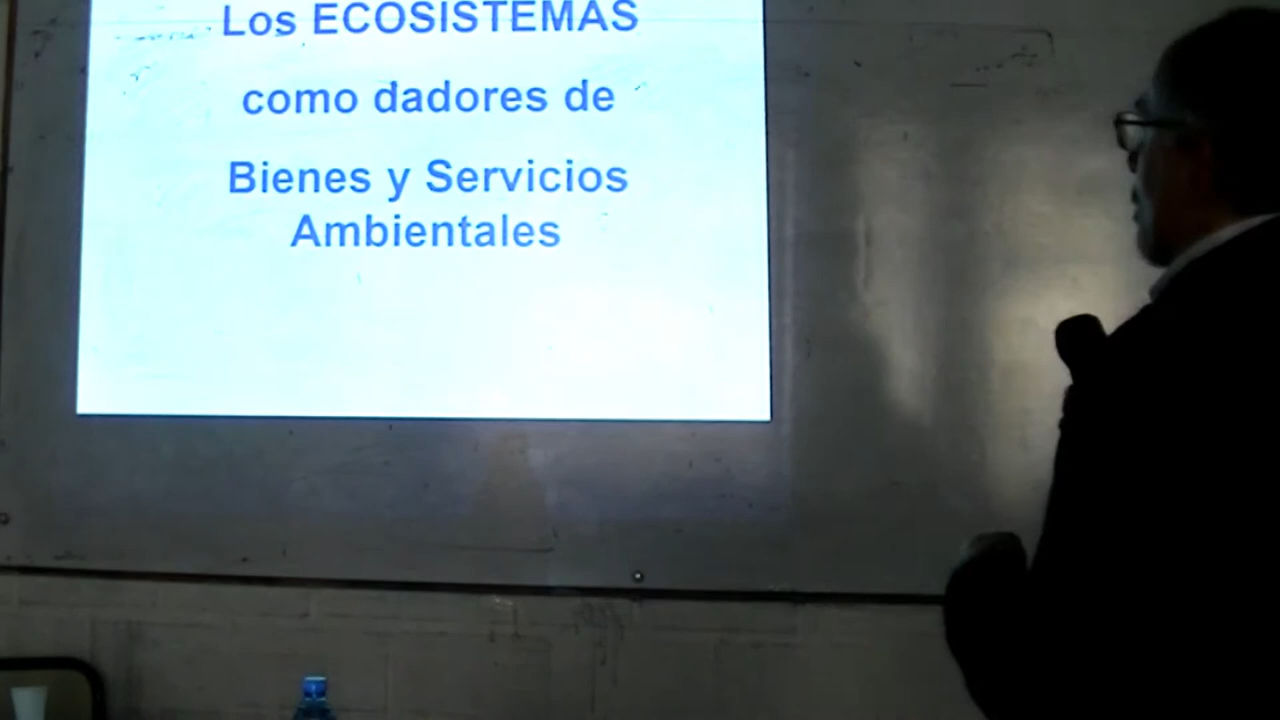 Los ECOSISTEMAS
como dadores de
Bienes y Servicios
Ambientales